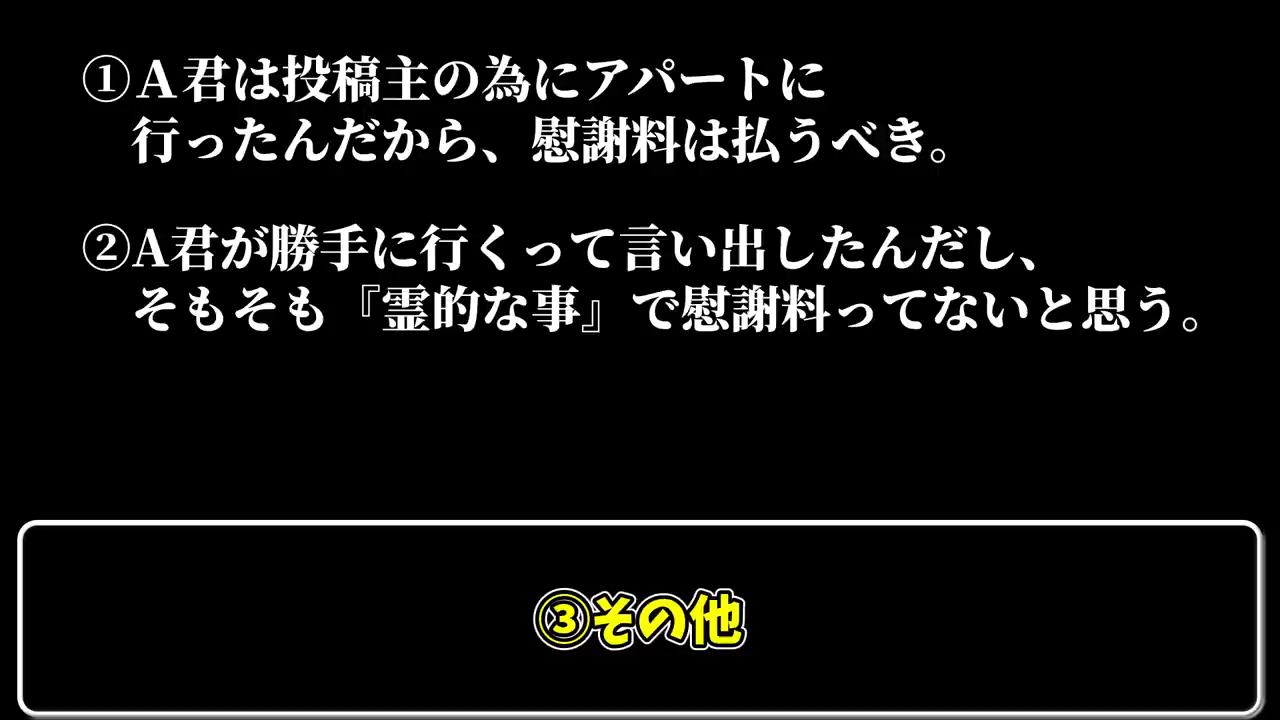 ①Ａ君は投稿主の為にアパートに
行ったんだから、慰謝料は払うべき。
②A君が勝手に行くって言い出したんだし、
そもそも『霊的な事』で慰謝料ってないと思う。
③その他